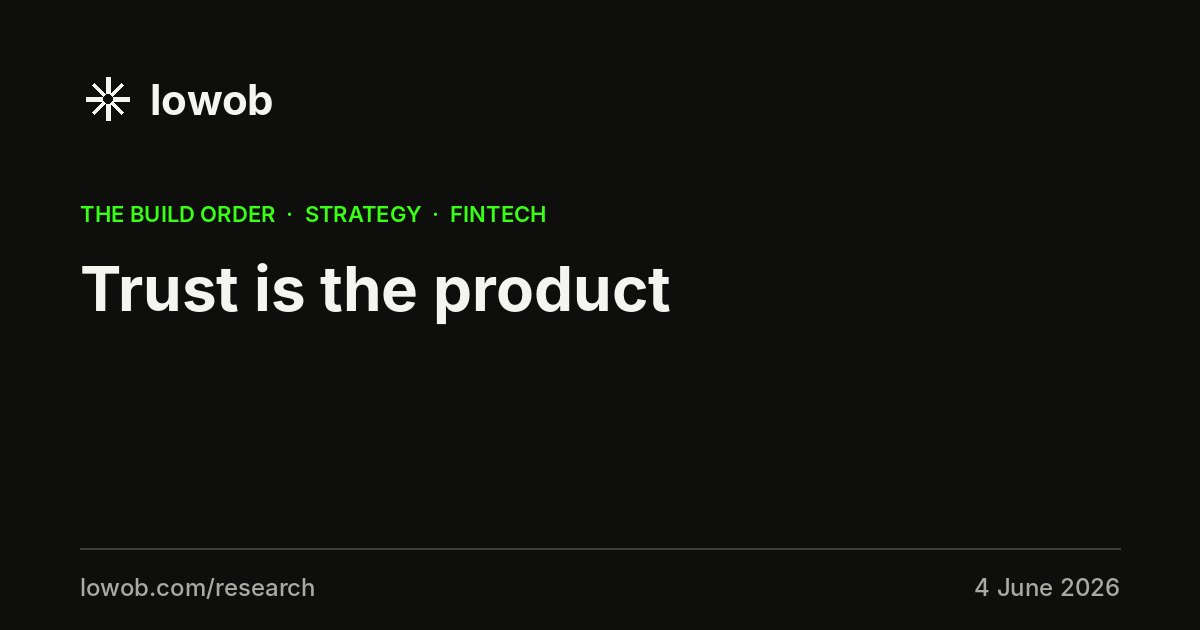 lowob
THE BUILD ORDER · STRATEGY · FINTECH
Trust is the product
lowob.com/research
4 June 2026